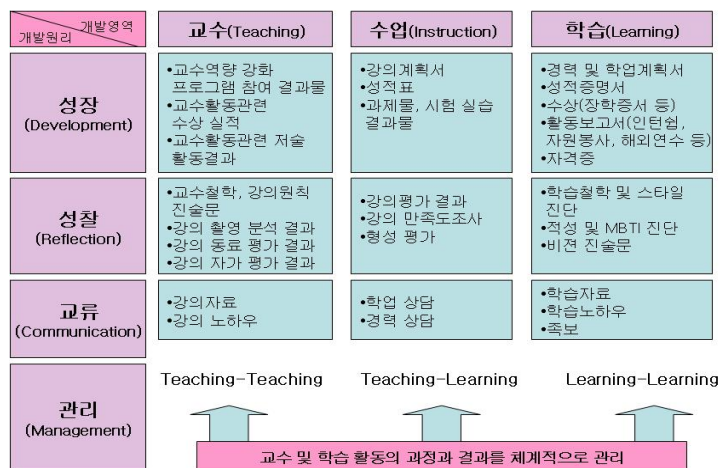 개발영역
개발원리
교수(Teaching)
수업(Instruction)
학습(Learning)
성장
(Development)
•교수역량 강화
프로그램 참여 결과물
•교수활동관련
수상 실적
•교수활동관련 저술
활동결과
•강의계획서
•성적표
•과제물, 시험 실습
결과물
•경력 및 학업계획서
•성적증명서
•수상(장학증서 등)
•활동보고서(인턴쉽,
자원봉사, 해외연수 등)
•자격증
성찰
(Reflection)
•교수철학, 강의원칙
진술문
•강의 촬영 분석 결과
•강의 동료 평가 결과
•강의 자가 평가 결과
•강의평가 결과
•강의 만족도조사
•형성 평가
•학습철학 및 스타일
진단
•적성 및 MBTI 진단
•비젼 진술문
교류
(Communication)
•강의자료
•강의 노하우
•학업 상담
•경력 상담
•학습자료
•학습노하우
•족보
관리
(Management)
Teaching-Teaching
Teaching-Learning
Learning-Learning
교수 및 학습 활동의 과정과 결과를 체계적으로 관리